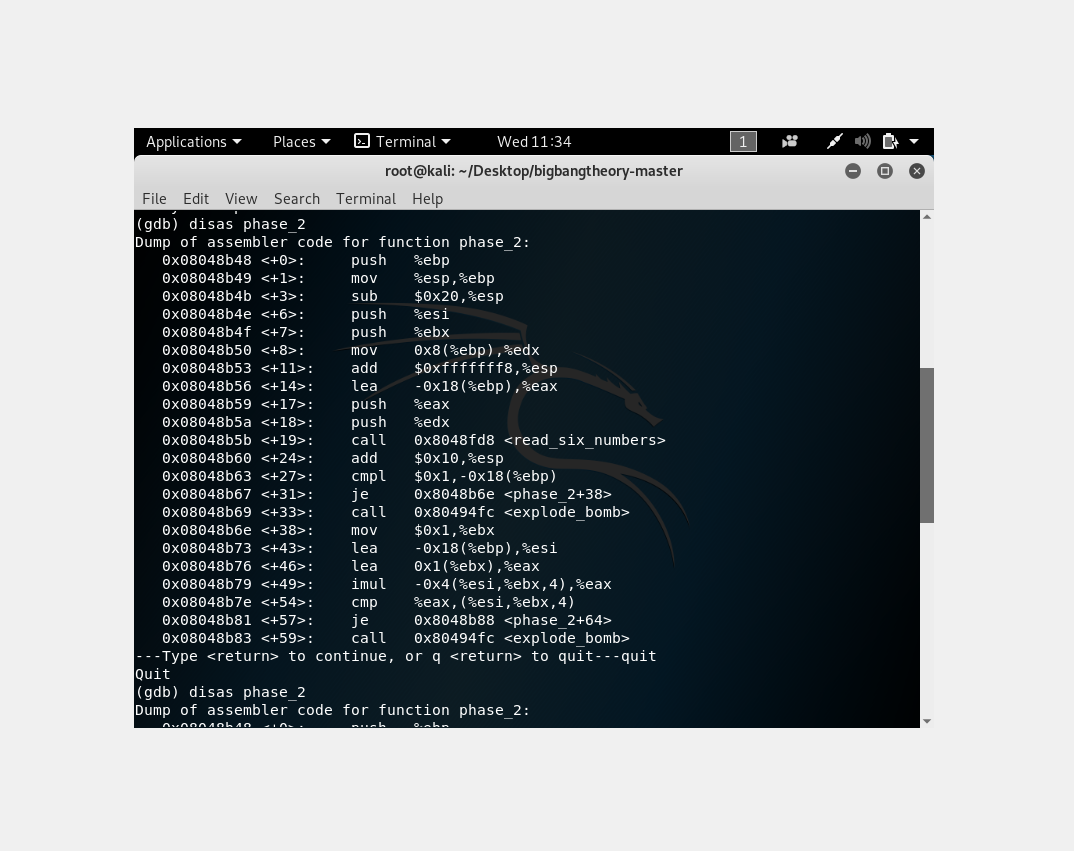 Applications Places Terminal Wed 11:34 1
root@kali: ~/Desktop/bigbangtheory-master
File Edit View Search Terminal Help
(gdb) disas phase_2
Dump of assembler code for function phase_2:
0x08048b48 <+0>: push %ebp
0x08048b49 <+1>: mov %esp,%ebp
0x08048b4b <+3>: sub $0x20,%esp
0x08048b4e <+6>: push %esi
0x08048b4f <+7>: push %ebx
0x08048b50 <+8>: mov 0x8(%ebp),%edx
0x08048b53 <+11>: add $0xfffffff8,%esp
0x08048b56 <+14>: lea -0x18(%ebp),%eax
0x08048b59 <+17>: push %eax
0x08048b5a <+18>: push %edx
0x08048b5b <+19>: call 0x8048fd8 <read_six_numbers>
0x08048b60 <+24>: add $0x10,%esp
0x08048b63 <+27>: cmpl $0x1,-0x18(%ebp)
0x08048b67 <+31>: je 0x8048b6e <phase_2+38>
0x08048b69 <+33>: call 0x80494fc <explode_bomb>
0x08048b6e <+38>: mov $0x1,%ebx
0x08048b73 <+43>: lea -0x18(%ebp),%esi
0x08048b76 <+46>: lea 0x1(%ebx),%eax
0x08048b79 <+49>: imul -0x4(%esi,%ebx,4),%eax
0x08048b7e <+54>: cmp %eax,(%esi,%ebx,4)
0x08048b81 <+57>: je 0x8048b88 <phase_2+64>
0x08048b83 <+59>: call 0x80494fc <explode_bomb>
---Type <return> to continue, or q <return> to quit---quit
Quit
(gdb) disas phase_2
Dump of assembler code for function phase_2:
0x08048b48 <+0>: push %ebp